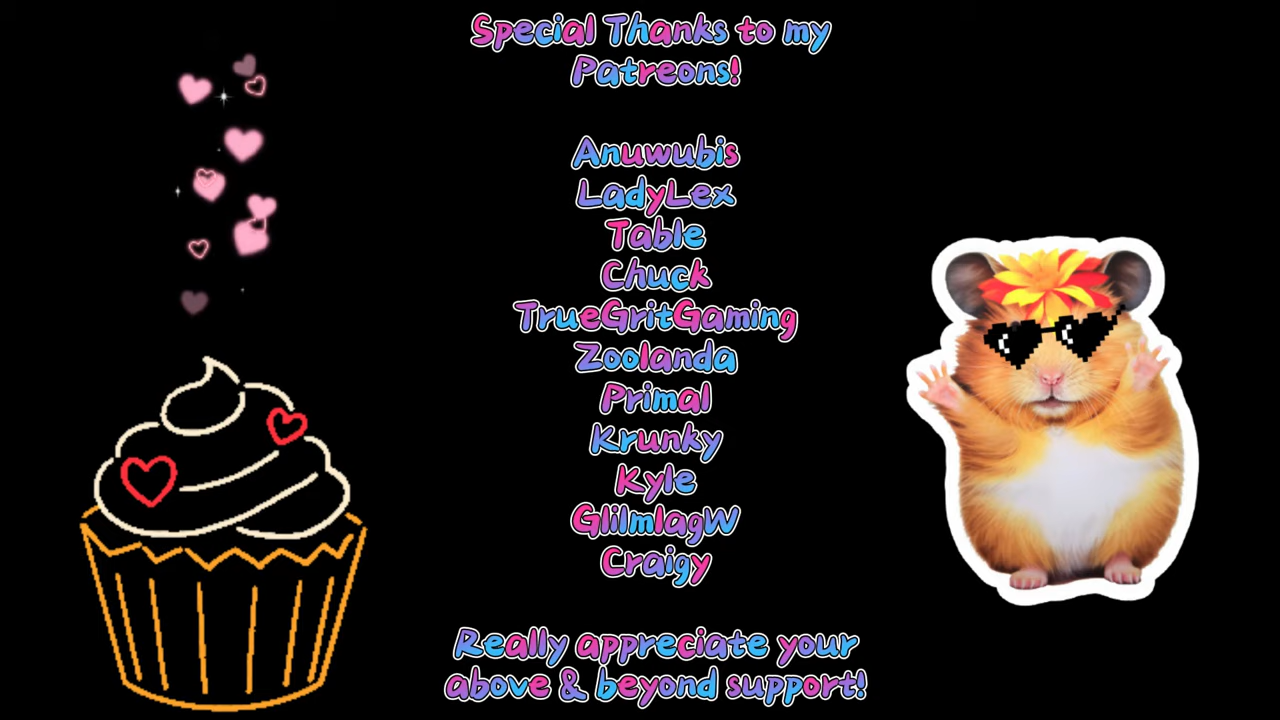 Special Thanks to my
Patreons!
Anuwubis
LadyLex
Table
Chuck
TrueGritGaming
Zoolanda
Primal
Krunky
Kyle
GlilmlagW
Craigy
Really appreciate your
above & beyond support!